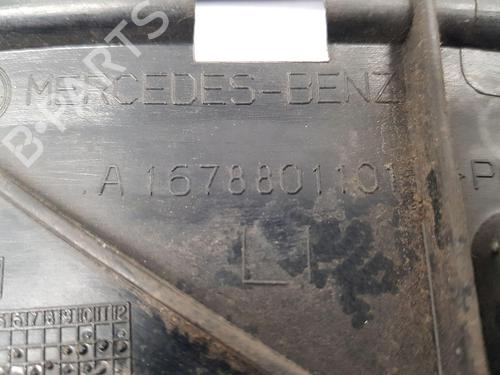 MERCEDES-BENZ
A 1678801101 >P
L
B-PARTS